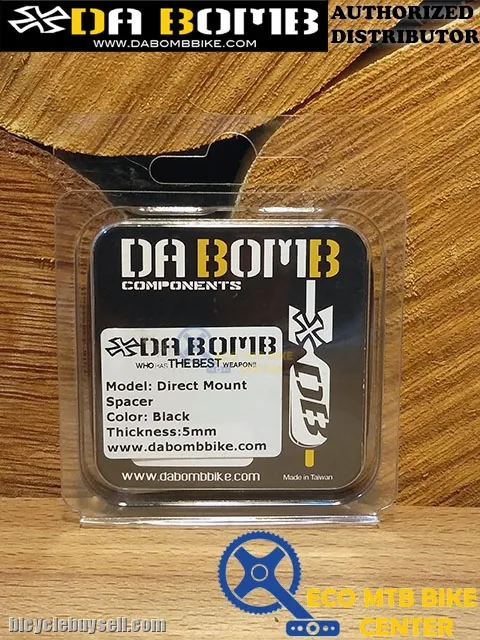 DA BOMB
WWW.DABOMBBIKE.COM
AUTHORIZED
DISTRIBUTOR
DA BOMB
COMPONENTS
DA BOMB
WHO HAS THE BEST WEAPON!!
Model: Direct Mount
Spacer
Color: Black
Thickness:5mm
www.dabombbike.com
DB
www.dabombbike.com
Made in Taiwan
ECO MTB BIKE
CENTER
bicyclebuysell.com